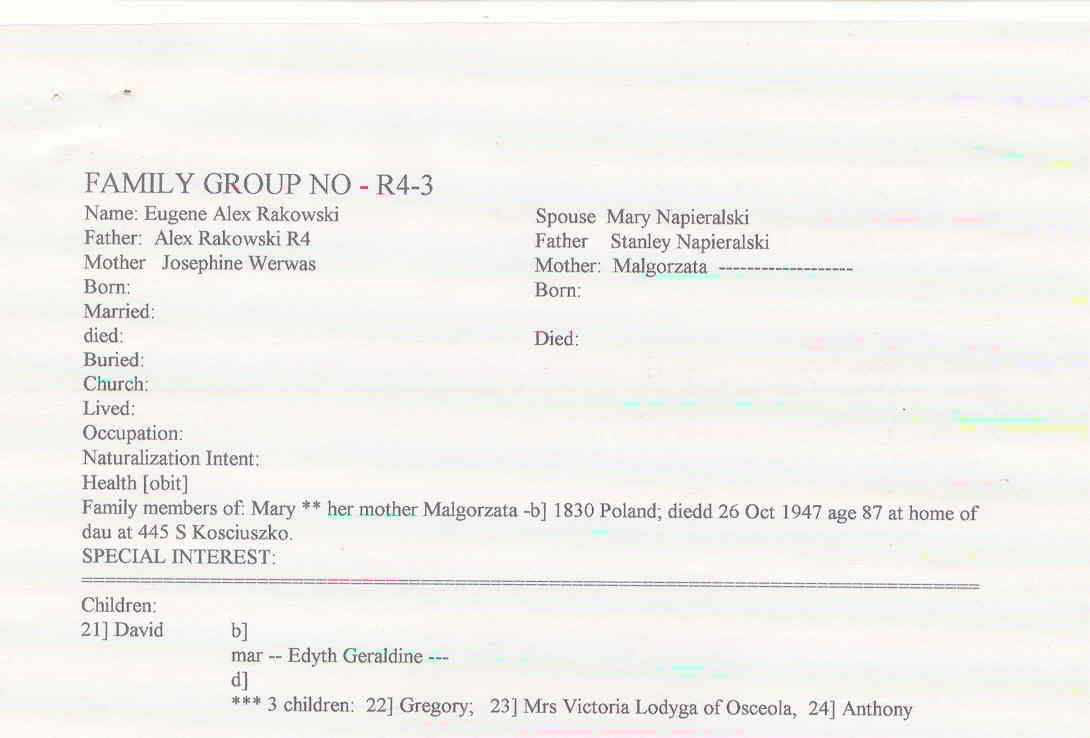 FAMILY GROUP NO - R4-3
Name: Eugene Alex Rakowski Spouse Mary Napieralski
Father: Alex Rakowski R4 Father Stanley Napieralski
Mother Josephine Werwas Mother: Malgorzata -------------------
Born: Born:
Married:
died: Died:
Buried:
Church:
Lived:
Occupation:
Naturalization Intent:
Health [obit]
Family members of: Mary ** her mother Malgorzata -b] 1830 Poland; diedd 26 Oct 1947 age 87 at home of
dau at 445 S Kosciuszko.
SPECIAL INTEREST:
Children:
21] David b]
mar -- Edyth Geraldine ---
d]
*** 3 children: 22] Gregory; 23] Mrs Victoria Lodyga of Osceola, 24] Anthony